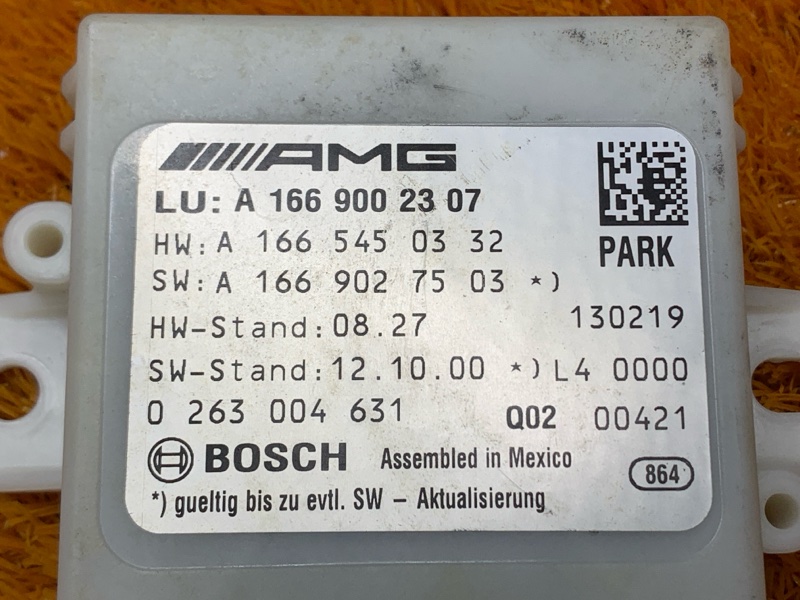 AMG
LU: A 166 900 23 07
HW: A 166 545 03 32
PARK
SW: A 166 902 75 03 *)
HW-Stand: 08.27 130219
SW-Stand: 12.10.00 *) L4 0000
0 263 004 631 Q02 00421
BOSCH Assembled in Mexico 864
*) gueltig bis zu evtl. SW - Aktualisierung